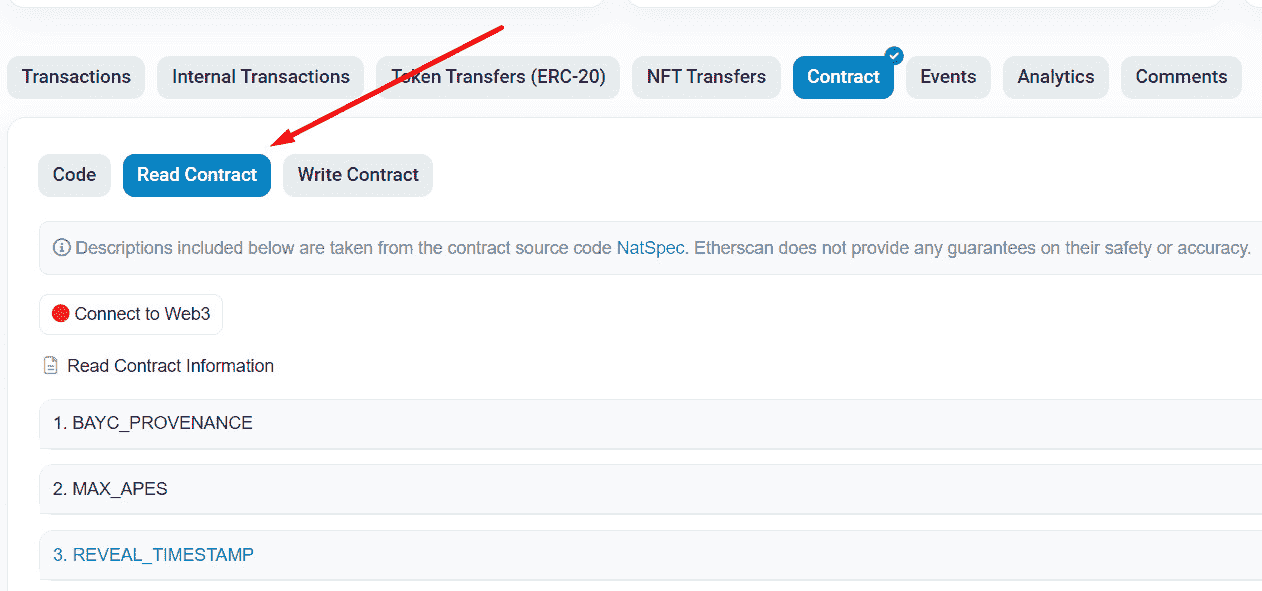 Transactions Internal Transactions Token Transfers (ERC-20) NFT Transfers Contract Events Analytics Comments
Code Read Contract Write Contract
Descriptions included below are taken from the contract source code NatSpec. Etherscan does not provide any guarantees on their safety or accuracy.
Connect to Web3
Read Contract Information
1. BAYC_PROVENANCE
2. MAX_APES
3. REVEAL_TIMESTAMP